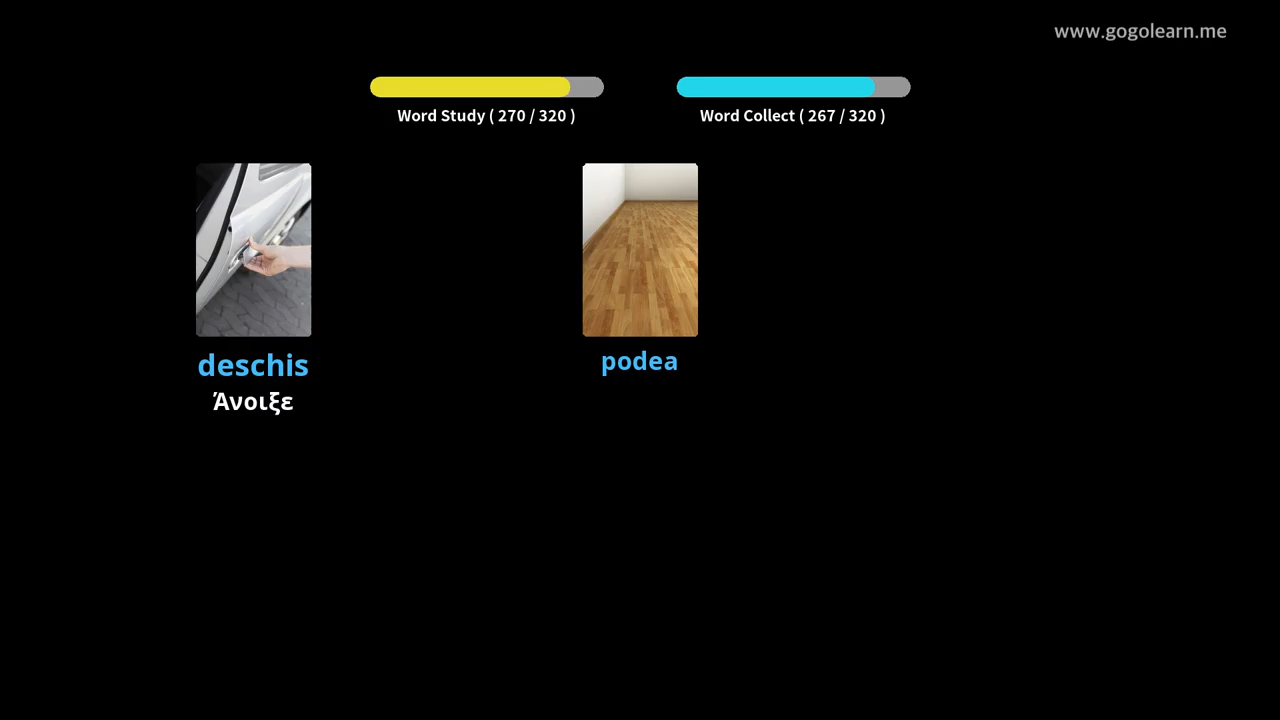 www.gogolearn.me
Word Study ( 270 / 320 )
Word Collect ( 267 / 320 )
deschis
Άνοιξε
podea